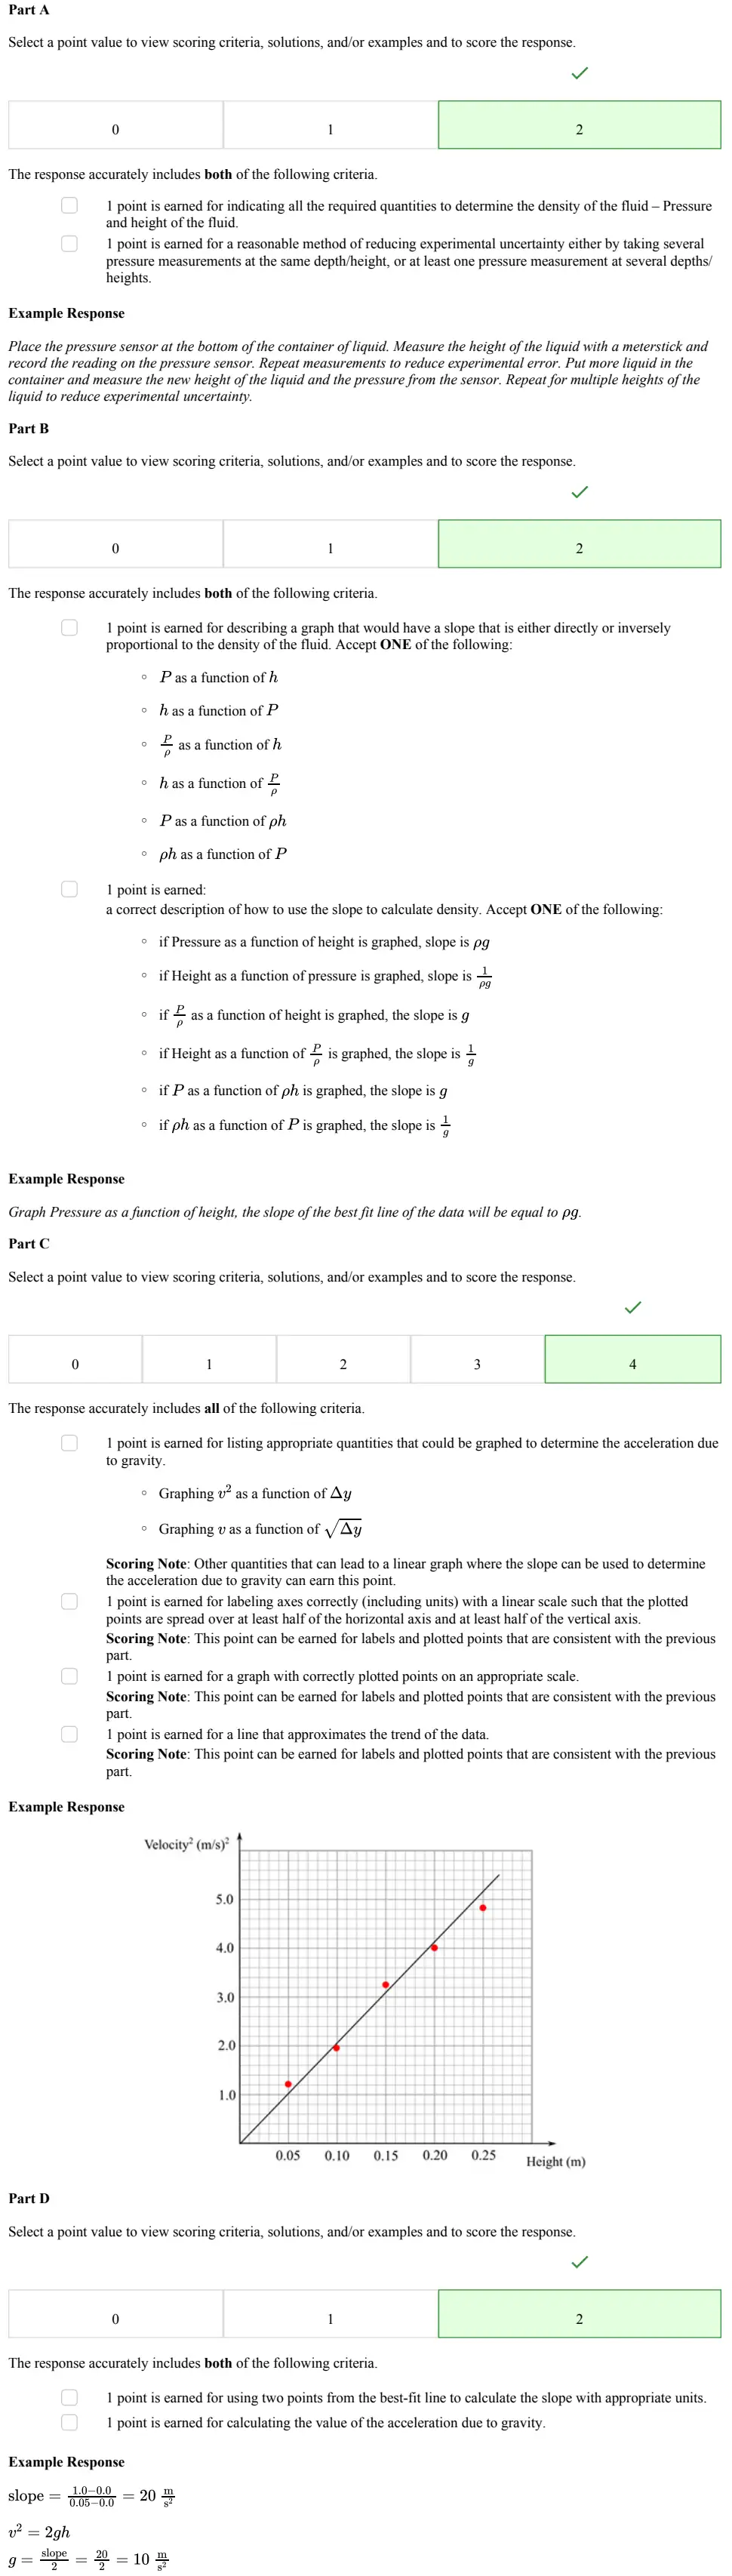 Part A
Select a point value to view scoring criteria, solutions, and/or examples and to score the response.
0 1 2
The response accurately includes both of the following criteria.
1 point is earned for indicating all the required quantities to determine the density of the fluid – Pressure
and height of the fluid.
1 point is earned for a reasonable method of reducing experimental uncertainty either by taking several
pressure measurements at the same depth/height, or at least one pressure measurement at several depths/
heights.
Example Response
Place the pressure sensor at the bottom of the container of liquid. Measure the height of the liquid with a meterstick and
record the reading on the pressure sensor. Repeat measurements to reduce experimental error. Put more liquid in the
container and measure the new height of the liquid and the pressure from the sensor. Repeat for multiple heights of the
liquid to reduce experimental uncertainty.
Part B
Select a point value to view scoring criteria, solutions, and/or examples and to score the response.
0 1 2
The response accurately includes both of the following criteria.
1 point is earned for describing a graph that would have a slope that is either directly or inversely
proportional to the density of the fluid. Accept ONE of the following:
◦ P as a function of h
◦ h as a function of P
◦ P/ρ as a function of h
◦ h as a function of P/ρ
◦ P as a function of ρh
◦ ρh as a function of P
1 point is earned:
a correct description of how to use the slope to calculate density. Accept ONE of the following:
◦ if Pressure as a function of height is graphed, slope is ρg
◦ if Height as a function of pressure is graphed, slope is 1/ρg
◦ if P/ρ as a function of height is graphed, the slope is g
◦ if Height as a function of P/ρ is graphed, the slope is 1/g
◦ if P as a function of ρh is graphed, the slope is g
◦ if ρh as a function of P is graphed, the slope is 1/g
Example Response
Graph Pressure as a function of height, the slope of the best fit line of the data will be equal to ρg.
Part C
Select a point value to view scoring criteria, solutions, and/or examples and to score the response.
0 1 2 3 4
The response accurately includes all of the following criteria.
1 point is earned for listing appropriate quantities that could be graphed to determine the acceleration due
to gravity.
◦ Graphing v² as a function of Δy
◦ Graphing v as a function of √Δy
Scoring Note: Other quantities that can lead to a linear graph where the slope can be used to determine
the acceleration due to gravity can earn this point.
1 point is earned for labeling axes correctly (including units) with a linear scale such that the plotted
points are spread over at least half of the horizontal axis and at least half of the vertical axis.
Scoring Note: This point can be earned for labels and plotted points that are consistent with the previous
part.
1 point is earned for a graph with correctly plotted points on an appropriate scale.
Scoring Note: This point can be earned for labels and plotted points that are consistent with the previous
part.
1 point is earned for a line that approximates the trend of the data.
Scoring Note: This point can be earned for labels and plotted points that are consistent with the previous
part.
Example Response
Velocity² (m/s)²
5.0
4.0
3.0
2.0
1.0
0.05 0.10 0.15 0.20 0.25
Height (m)
Part D
Select a point value to view scoring criteria, solutions, and/or examples and to score the response.
0 1 2
The response accurately includes both of the following criteria.
1 point is earned for using two points from the best-fit line to calculate the slope with appropriate units.
1 point is earned for calculating the value of the acceleration due to gravity.
Example Response
slope = (1.0−0.0)/(0.05−0.0) = 20 m/s²
v² = 2gh
g = slope/2 = 20/2 = 10 m/s²